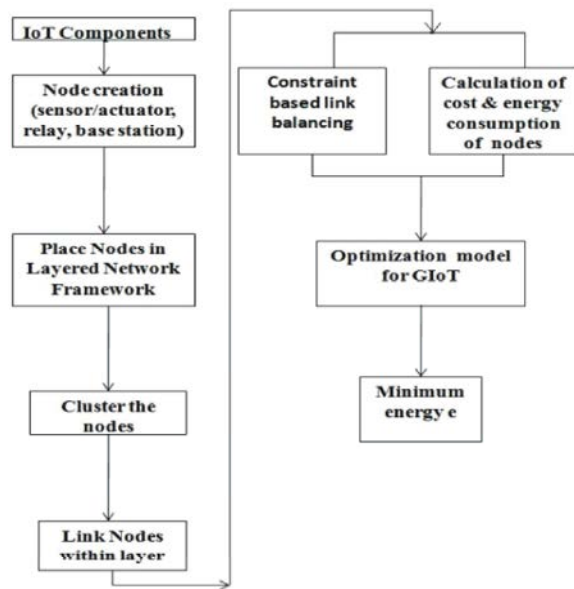 IoT Components
Node creation
(sensor/actuator,
relay, base station)
Place Nodes in
Layered Network
Framework
Cluster the
nodes
Link Nodes
within layer
Constraint
based link
balancing
Calculation of
cost & energy
consumption
of nodes
Optimization model
for GIoT
Minimum
energy e